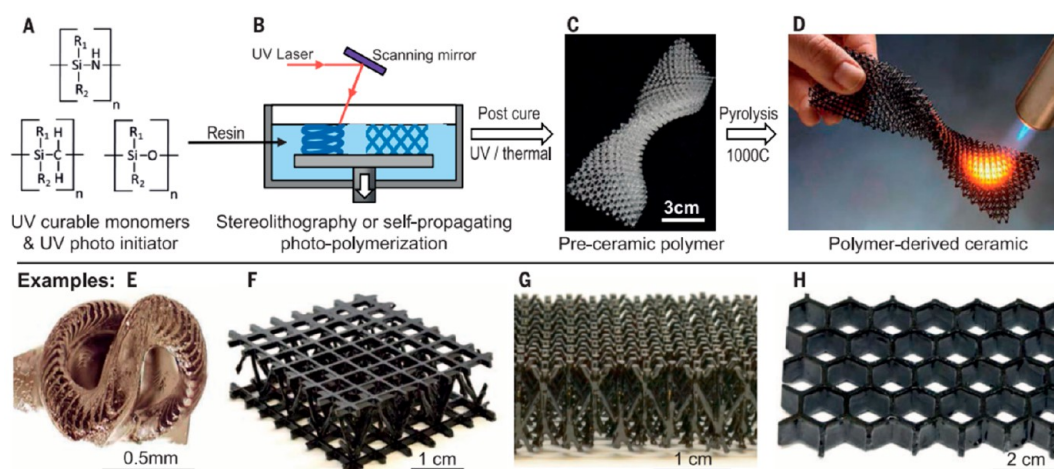 A
B
C
D
R1
H
Si
N
R2
n
R1
H
Si
C
R2
H
n
R1
Si
O
R2
n
Resin
UV curable monomers
& UV photo initiator
UV Laser
Scanning mirror
Stereolithography or self-propagating
photo-polymerization
Post cure
UV / thermal
3cm
Pre-ceramic polymer
Pyrolysis
1000C
Polymer-derived ceramic
Examples: E
F
G
H
0.5mm
1 cm
1 cm
2 cm